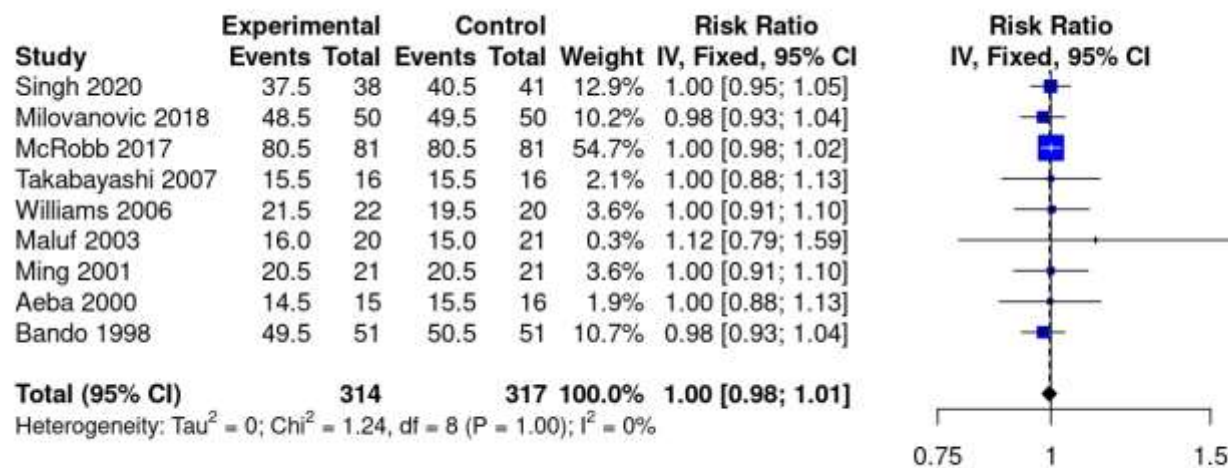 Experimental Control Risk Ratio Risk Ratio
Study Events Total Events Total Weight IV, Fixed, 95% CI IV, Fixed, 95% CI
Singh 2020 37.5 38 40.5 41 12.9% 1.00 [0.95; 1.05]
Milovanovic 2018 48.5 50 49.5 50 10.2% 0.98 [0.93; 1.04]
McRobb 2017 80.5 81 80.5 81 54.7% 1.00 [0.98; 1.02]
Takabayashi 2007 15.5 16 15.5 16 2.1% 1.00 [0.88; 1.13]
Williams 2006 21.5 22 19.5 20 3.6% 1.00 [0.91; 1.10]
Maluf 2003 16.0 20 15.0 21 0.3% 1.12 [0.79; 1.59]
Ming 2001 20.5 21 20.5 21 3.6% 1.00 [0.91; 1.10]
Aeba 2000 14.5 15 15.5 16 1.9% 1.00 [0.88; 1.13]
Bando 1998 49.5 51 50.5 51 10.7% 0.98 [0.93; 1.04]
Total (95% CI) 314 317 100.0% 1.00 [0.98; 1.01]
Heterogeneity: Tau² = 0; Chi² = 1.24, df = 8 (P = 1.00); I² = 0%
0.75 1 1.5